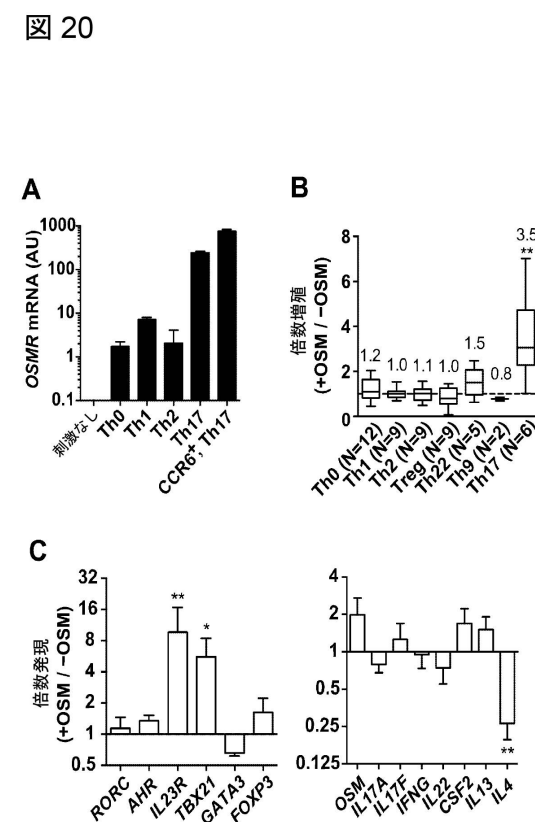 図 20
A
OSMR mRNA (AU)
1000
100
10
1
0.1
刺激なし
Th0
Th1
Th2
Th17
CCR6+, Th17
B
倍数増殖
(+OSM / −OSM)
8
6
4
2
0
1.2
1.0
1.1
1.0
1.5
0.8
3.5
**
Th0 (N=12)
Th1 (N=9)
Th2 (N=9)
Treg (N=9)
Th22 (N=5)
Th9 (N=2)
Th17 (N=6)
C
倍数発現
(+OSM / −OSM)
32
16
8
4
2
1
0.5
**
*
RORC
AHR
IL23R
TBX21
GATA3
FOXP3
4
2
1
0.5
0.25
0.125
**
OSM
IL17A
IL17F
IFNG
IL22
CSF2
IL13
IL4